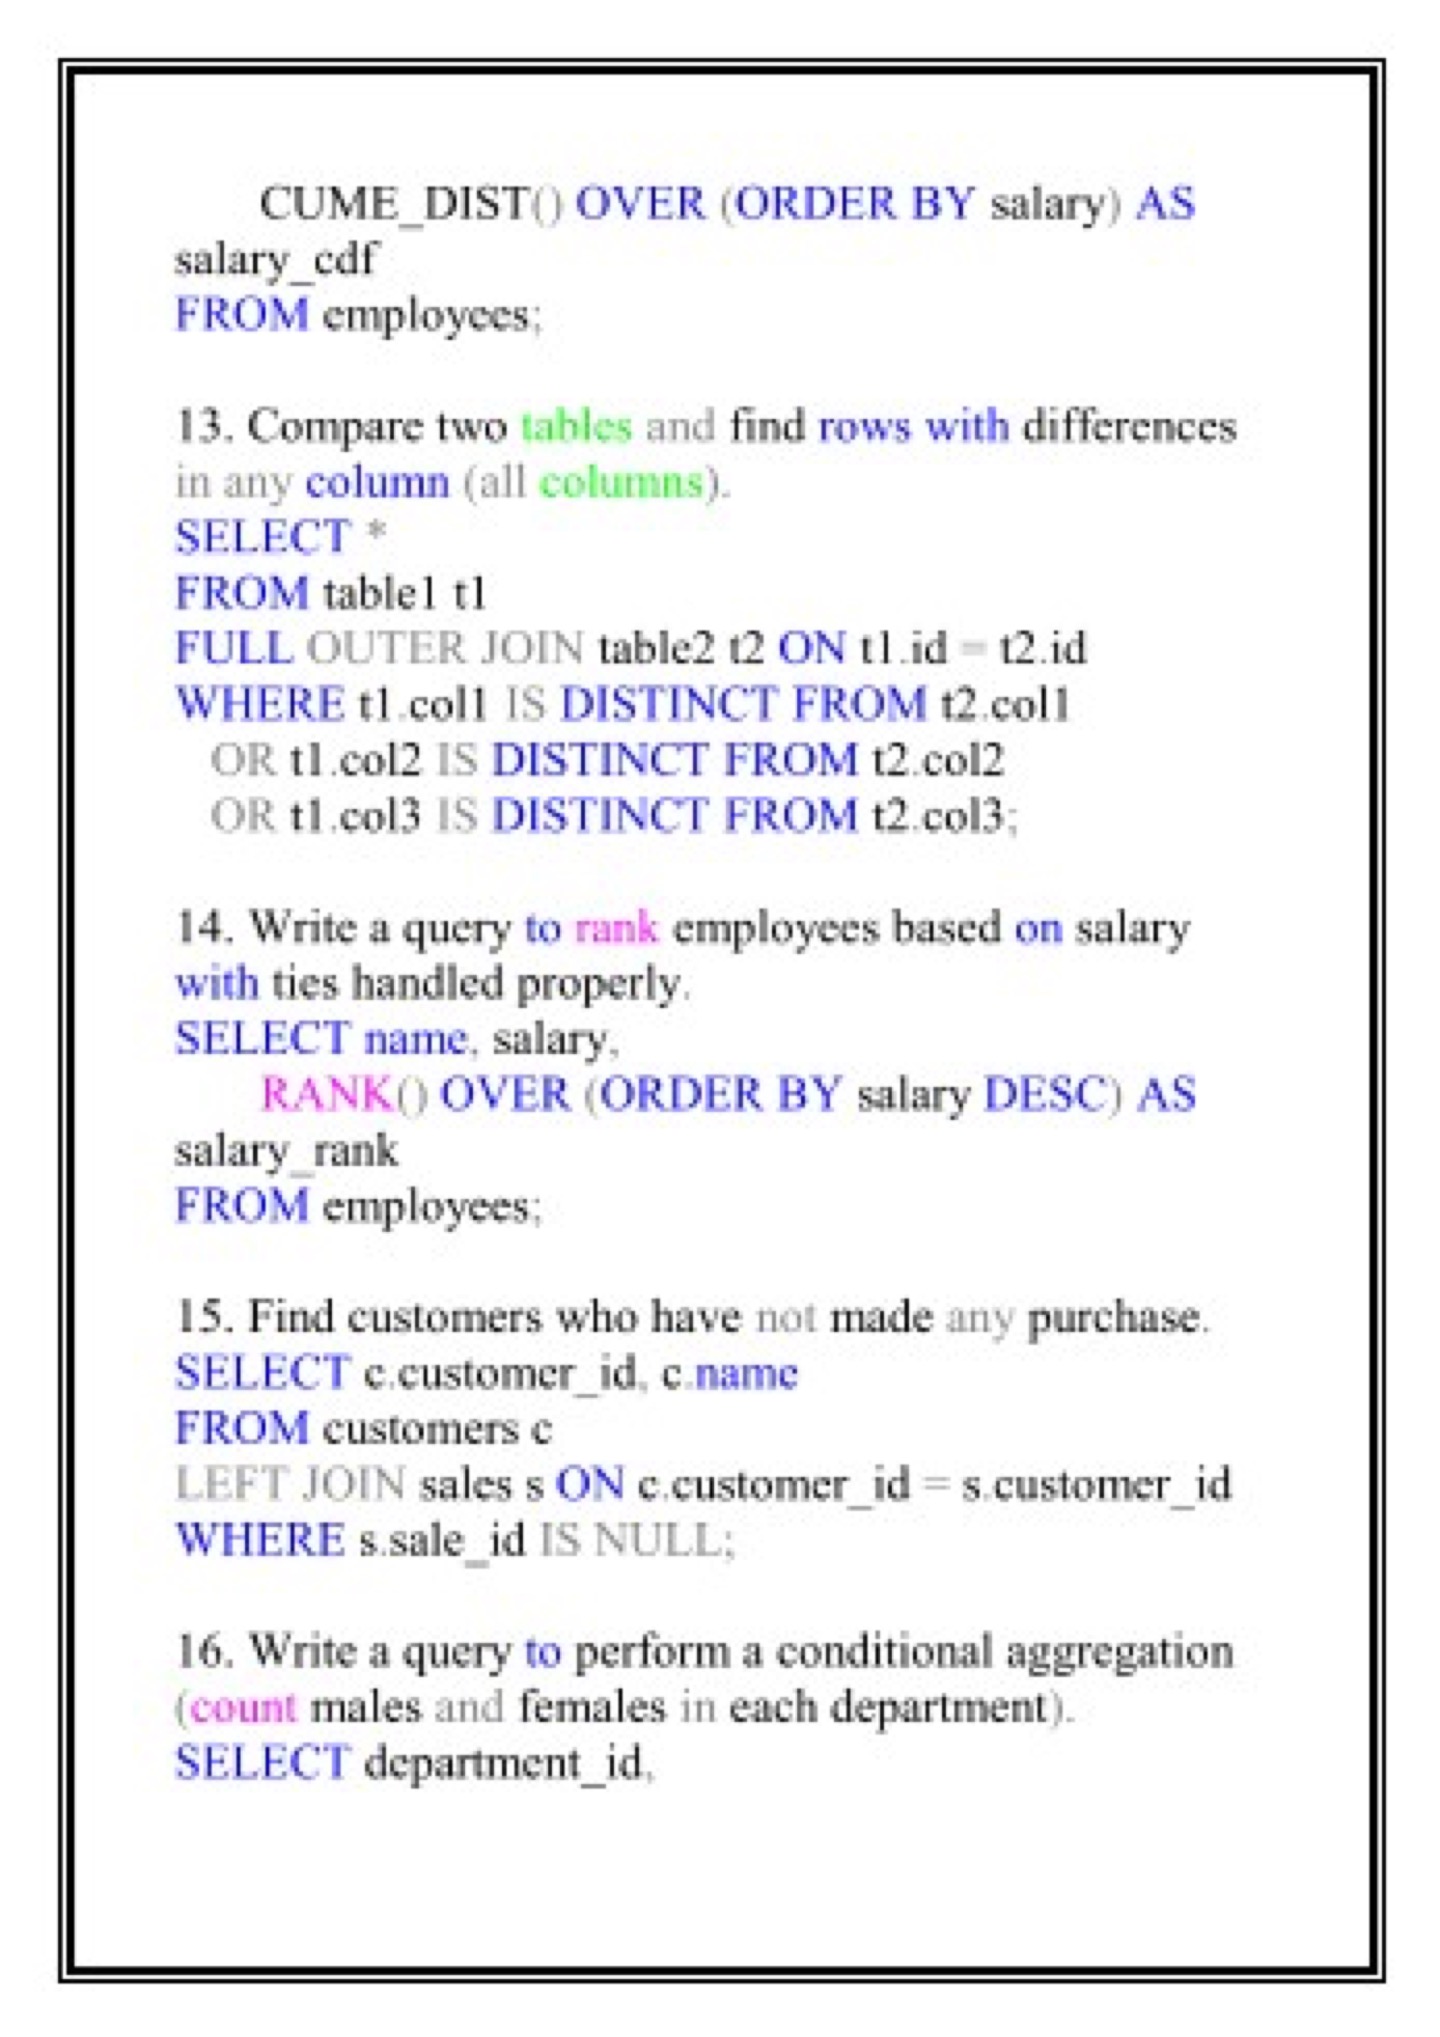 CUME_DIST() OVER (ORDER BY salary) AS
salary_cdf
FROM employees;
13. Compare two tables and find rows with differences
in any column (all columns).
SELECT *
FROM table1 t1
FULL OUTER JOIN table2 t2 ON t1.id = t2.id
WHERE t1.col1 IS DISTINCT FROM t2.col1
OR t1.col2 IS DISTINCT FROM t2.col2
OR t1.col3 IS DISTINCT FROM t2.col3;
14. Write a query to rank employees based on salary
with ties handled properly.
SELECT name, salary,
RANK() OVER (ORDER BY salary DESC) AS
salary_rank
FROM employees;
15. Find customers who have not made any purchase.
SELECT c.customer_id, c.name
FROM customers c
LEFT JOIN sales s ON c.customer_id = s.customer_id
WHERE s.sale_id IS NULL;
16. Write a query to perform a conditional aggregation
(count males and females in each department).
SELECT department_id,